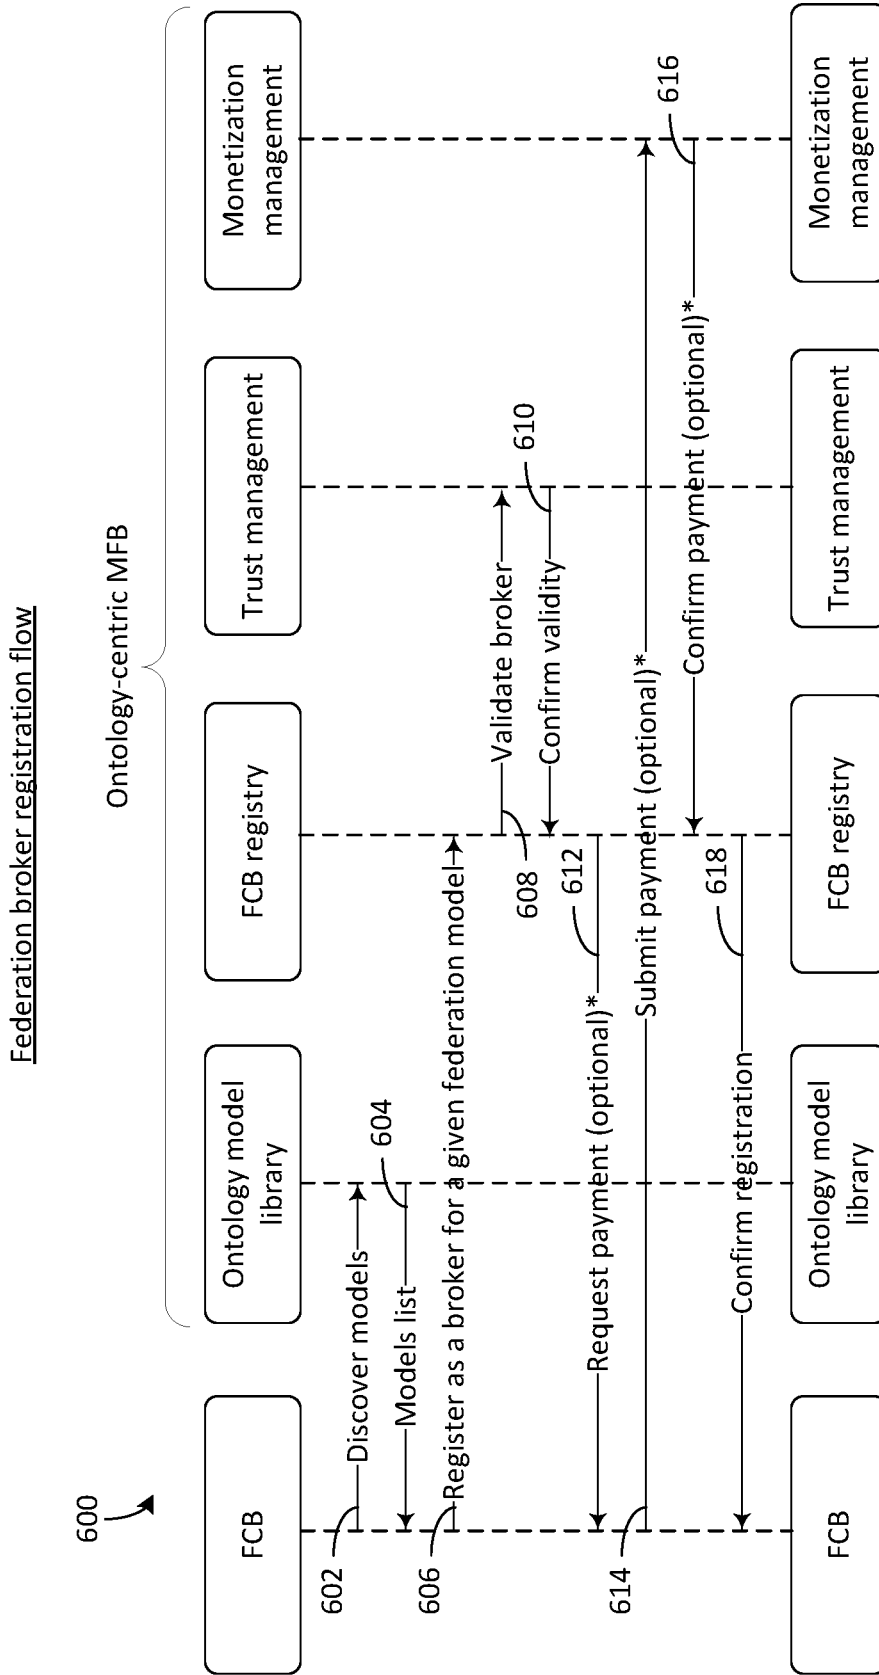 Federation broker registration flow
600
Ontology-centric MFB
FCB
Ontology model
library
FCB registry
Trust management
Monetization
management
602
Discover models
604
Models list
606
Register as a broker for a given federation model
608
Validate broker
610
Confirm validity
612
Request payment (optional)*
614
Submit payment (optional)*
616
Confirm payment (optional)*
618
Confirm registration
FCB
Ontology model
library
FCB registry
Trust management
Monetization
management